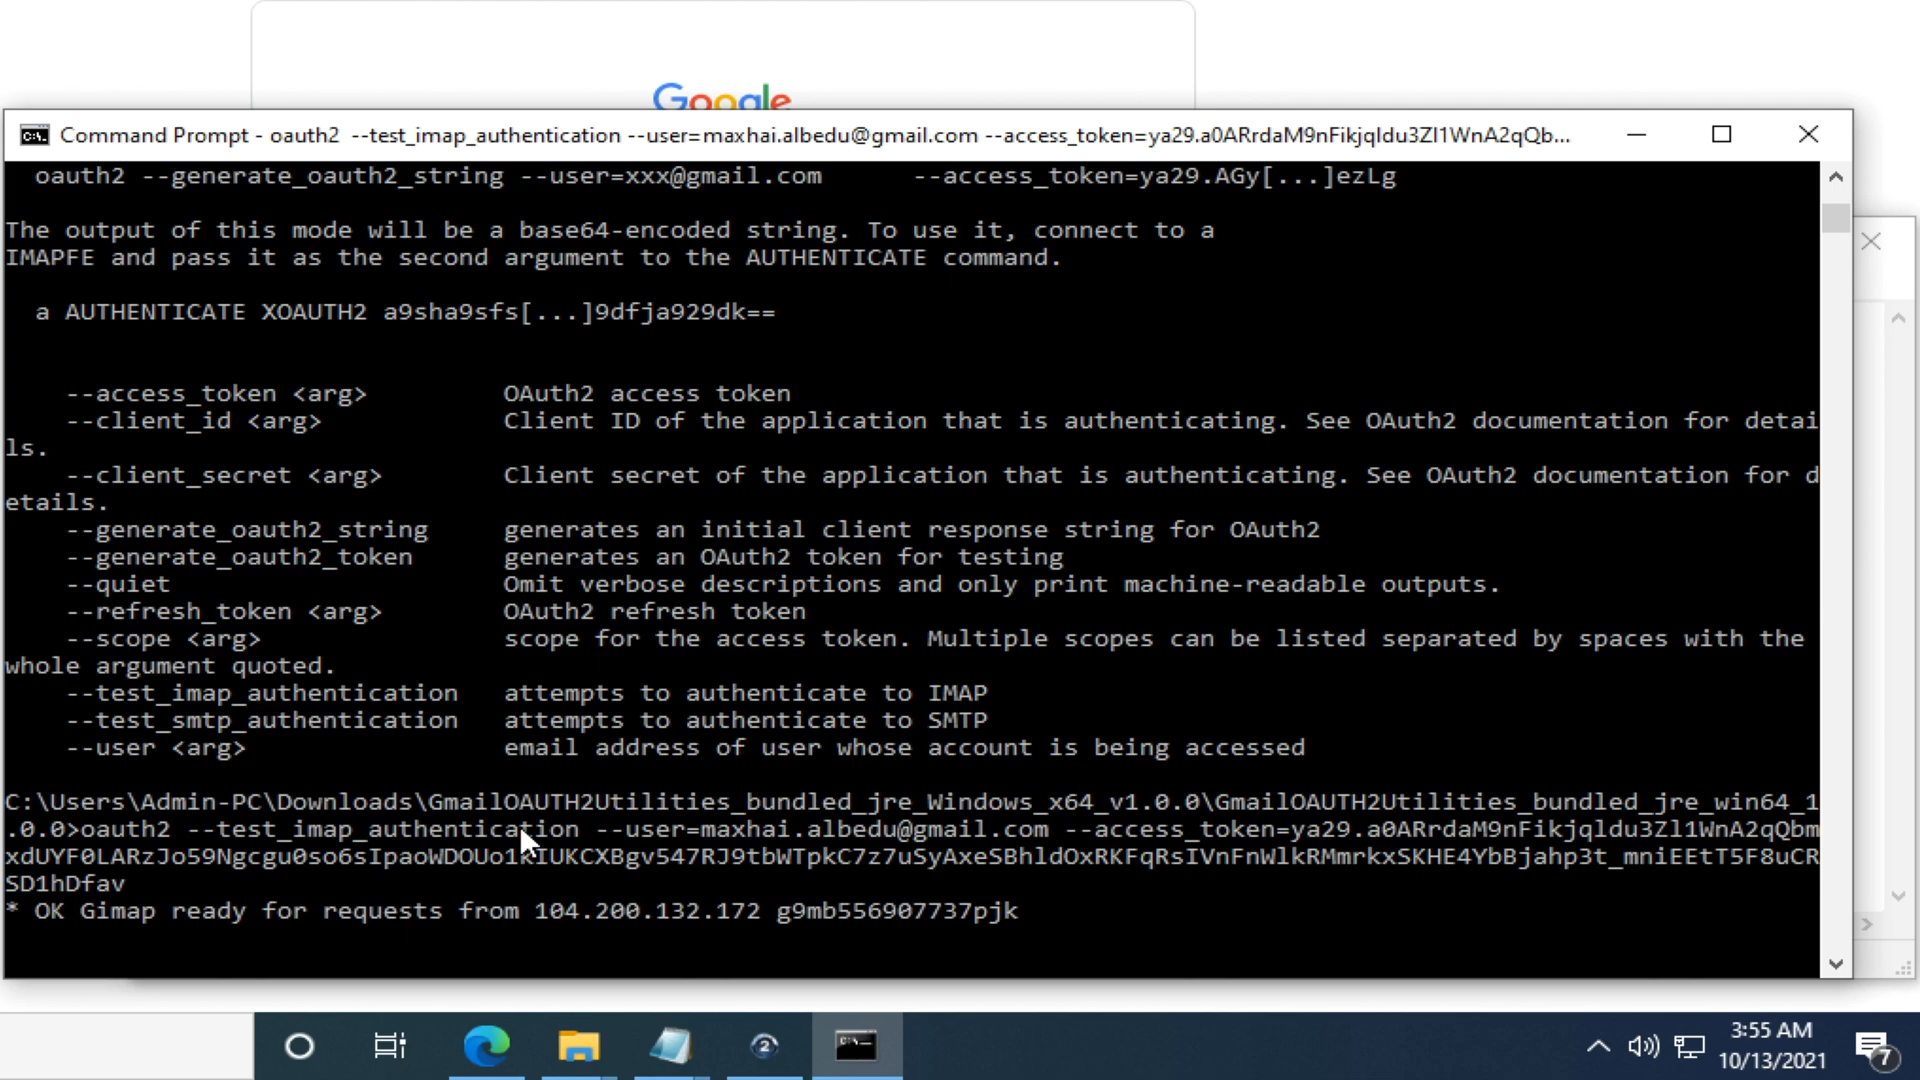 Google
Command Prompt - oauth2 --test_imap_authentication --user=maxhai.albedu@gmail.com --access_token=ya29.a0ARrdaM9nFikjqldu3Zl1WnA2qQb...
oauth2 --generate_oauth2_string --user=xxx@gmail.com --access_token=ya29.AGy[...]ezLg
The output of this mode will be a base64-encoded string. To use it, connect to a
IMAPFE and pass it as the second argument to the AUTHENTICATE command.
a AUTHENTICATE XOAUTH2 a9sha9sfs[...]9dfja929dk==
--access_token <arg> OAuth2 access token
--client_id <arg> Client ID of the application that is authenticating. See OAuth2 documentation for detai
ls.
--client_secret <arg> Client secret of the application that is authenticating. See OAuth2 documentation for d
etails.
--generate_oauth2_string generates an initial client response string for OAuth2
--generate_oauth2_token generates an OAuth2 token for testing
--quiet Omit verbose descriptions and only print machine-readable outputs.
--refresh_token <arg> OAuth2 refresh token
--scope <arg> scope for the access token. Multiple scopes can be listed separated by spaces with the
whole argument quoted.
--test_imap_authentication attempts to authenticate to IMAP
--test_smtp_authentication attempts to authenticate to SMTP
--user <arg> email address of user whose account is being accessed
C:\Users\Admin-PC\Downloads\GmailOAUTH2Utilities_bundled_jre_Windows_x64_v1.0.0\GmailOAUTH2Utilities_bundled_jre_win64_1
.0.0>oauth2 --test_imap_authentication --user=maxhai.albedu@gmail.com --access_token=ya29.a0ARrdaM9nFikjqldu3Zl1WnA2qQbm
xdUYF0LARzJo59Ngcgu0so6sIpaoWDOUo1kIUKCXBgv547RJ9tbWTpkC7z7uSyAxeSBhldOxRKFqRsIVnFnWlkRMmrkxSKHE4YbBjahp3t_mniEEtT5F8uCR
SD1hDfav
* OK Gimap ready for requests from 104.200.132.172 g9mb556907737pjk
2
3:55 AM
10/13/2021
7